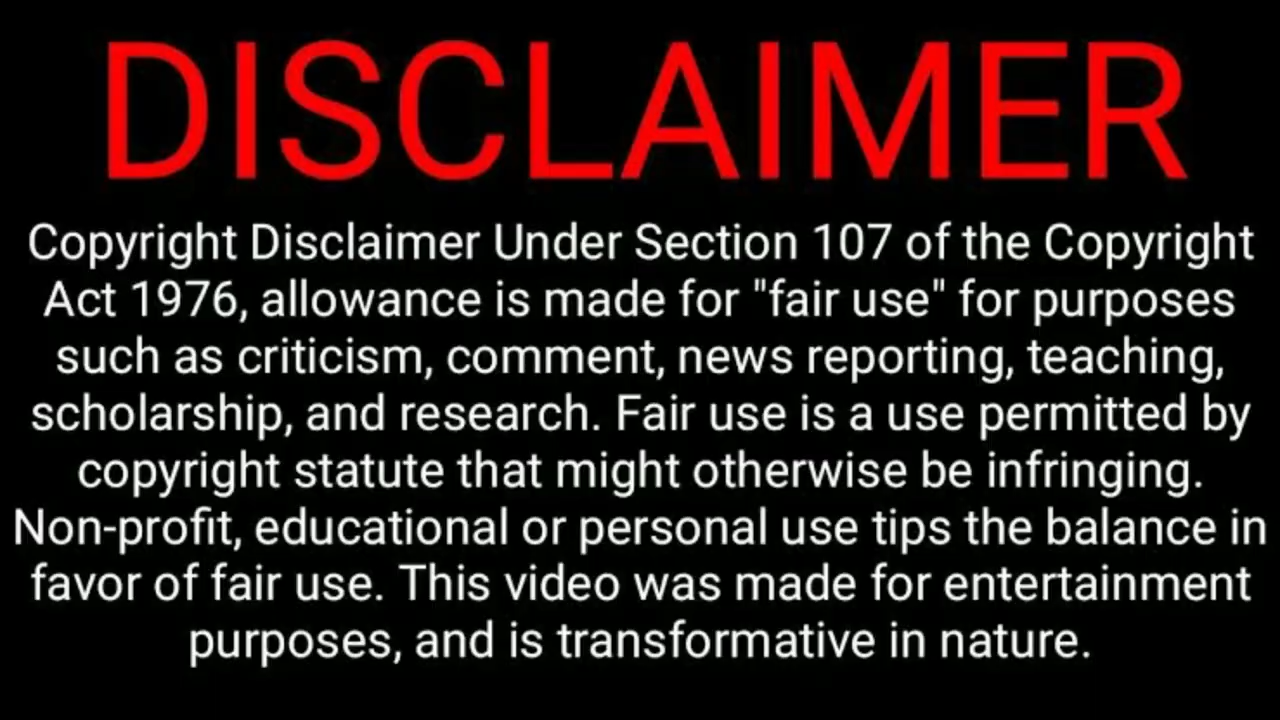 DISCLAIMER
Copyright Disclaimer Under Section 107 of the Copyright
Act 1976, allowance is made for "fair use" for purposes
such as criticism, comment, news reporting, teaching,
scholarship, and research. Fair use is a use permitted by
copyright statute that might otherwise be infringing.
Non-profit, educational or personal use tips the balance in
favor of fair use. This video was made for entertainment
purposes, and is transformative in nature.